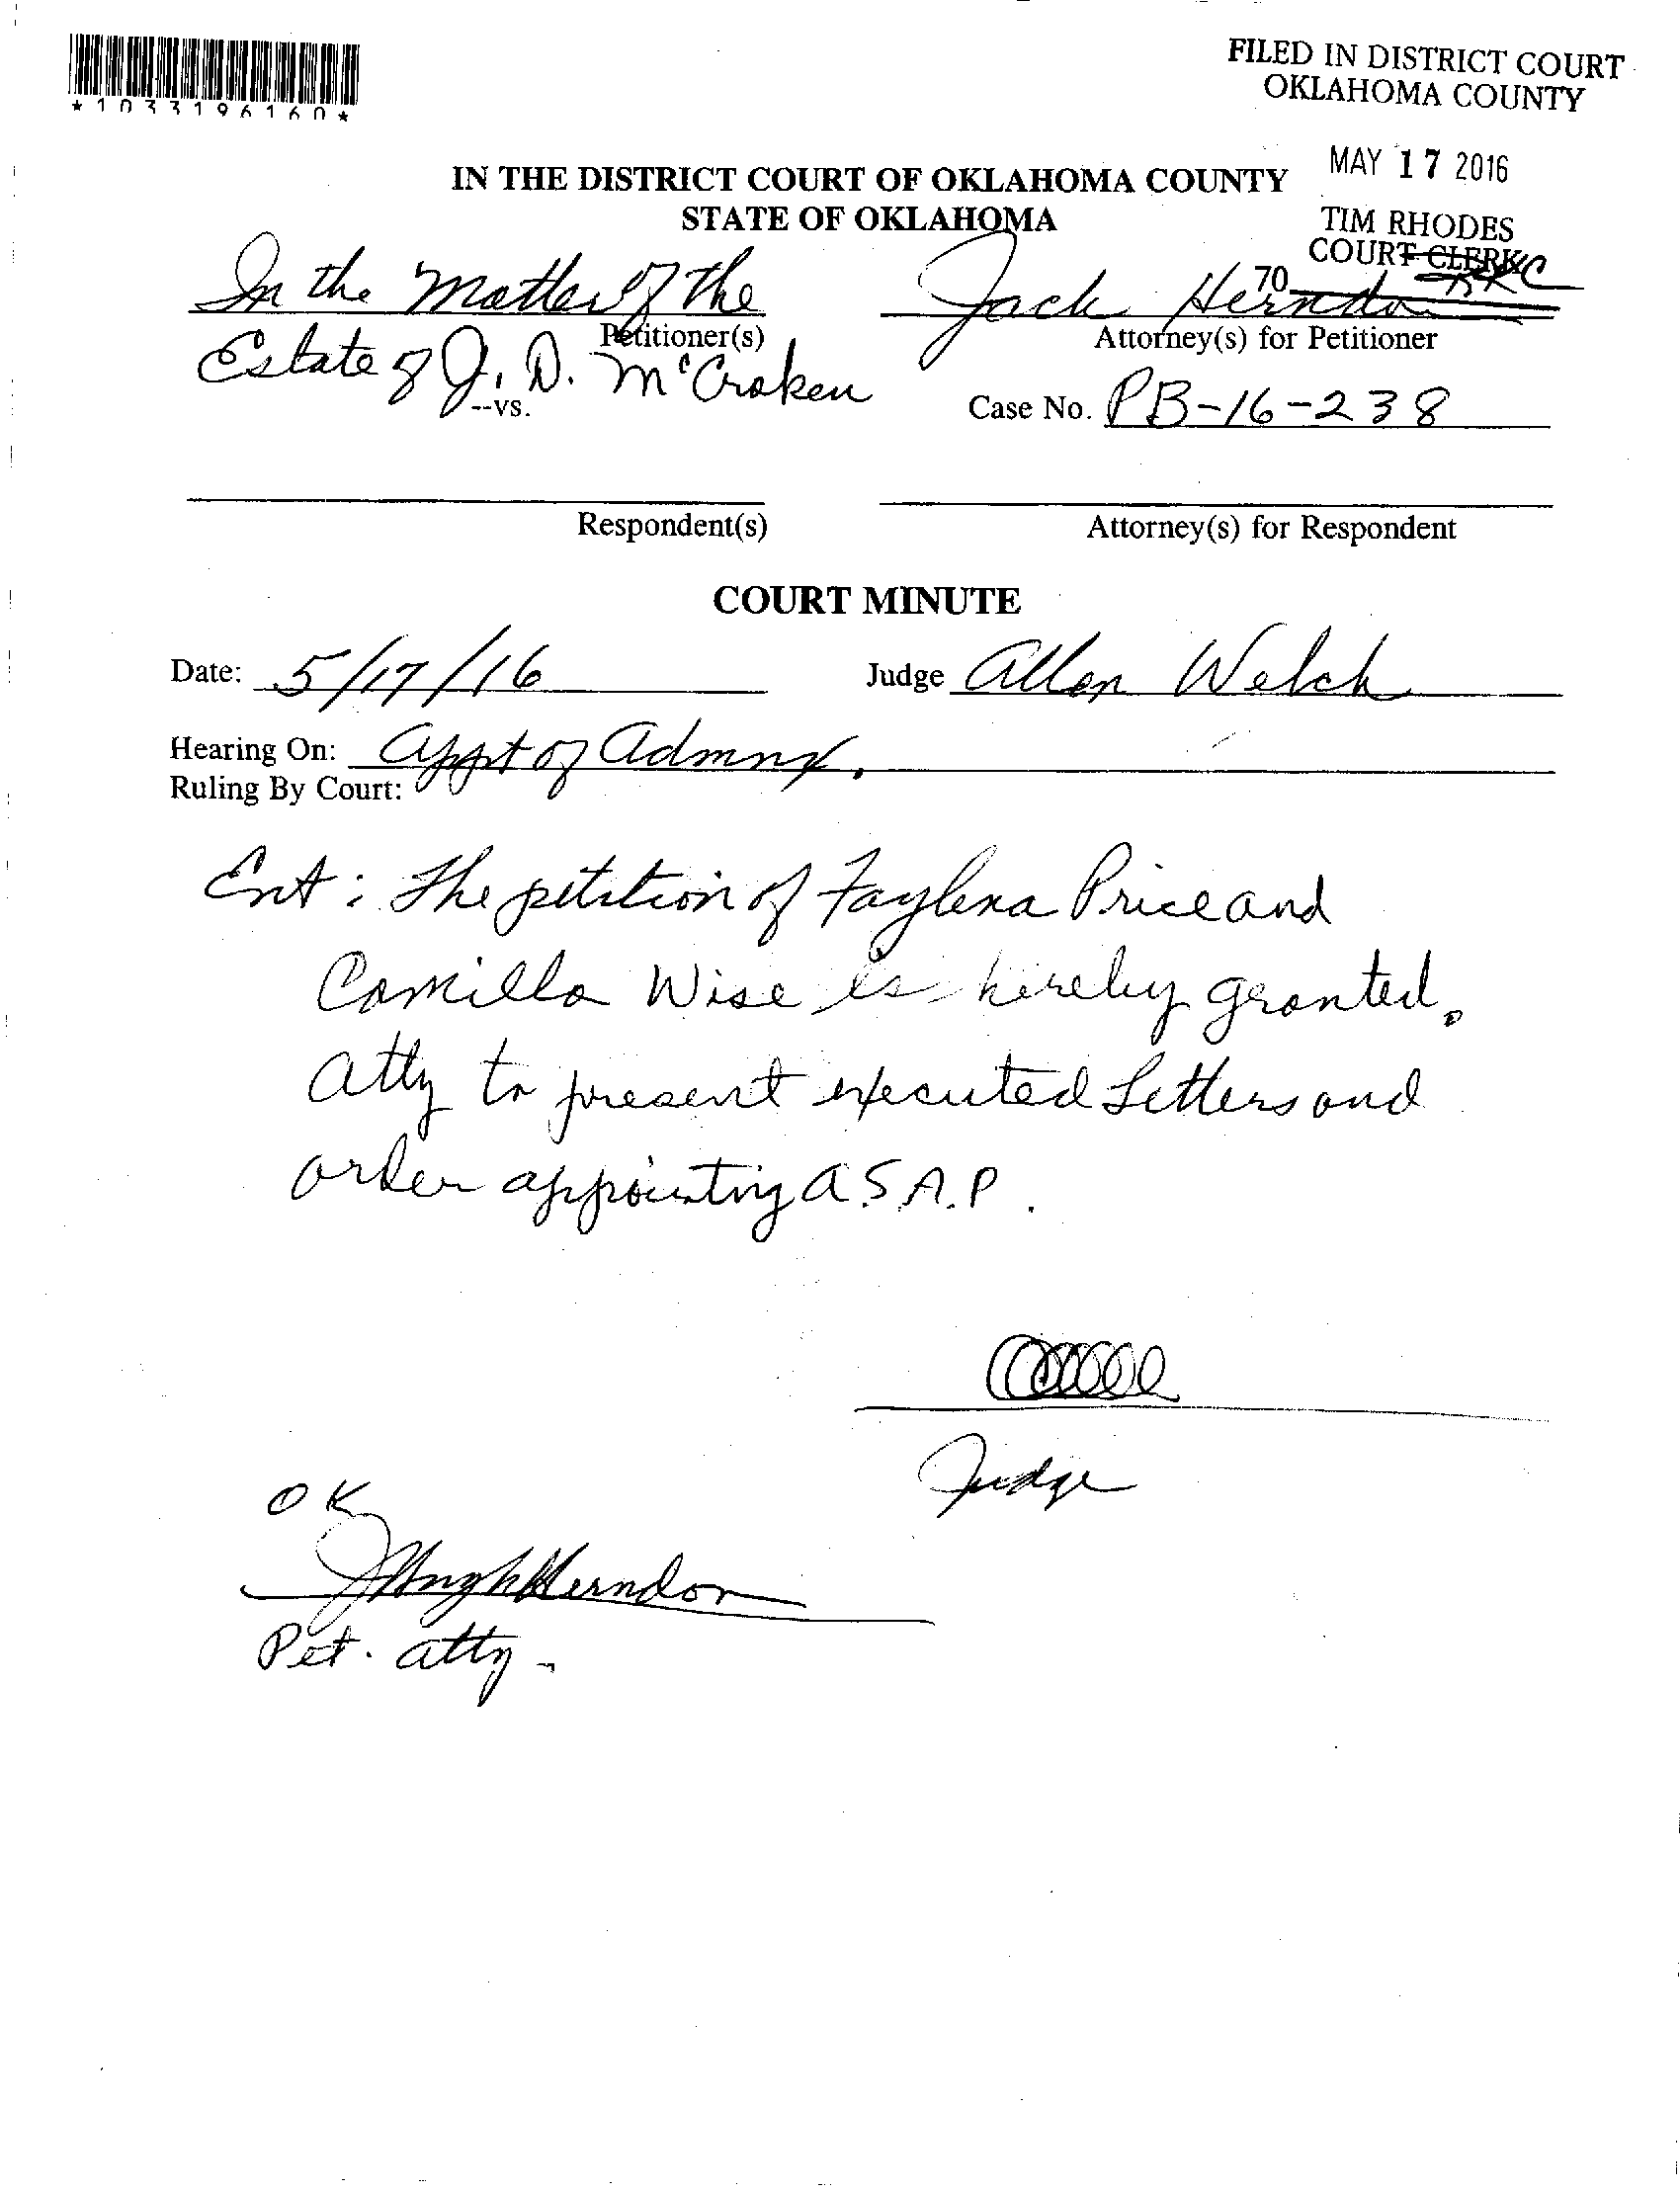 *1033196160*
FILED IN DISTRICT COURT
OKLAHOMA COUNTY
MAY 17 2016
TIM RHODES
COURT CLERK
70
IN THE DISTRICT COURT OF OKLAHOMA COUNTY
STATE OF OKLAHOMA
In the Matter of the
Petitioner(s)
Estate of J. D. McCraken
--vs.
Jack Herndon
Attorney(s) for Petitioner
Case No. PB-16-238
Respondent(s)
Attorney(s) for Respondent
COURT MINUTE
Date: 5/17/16
Judge Allen Welch
Hearing On: Appt of Admnx.
Ruling By Court:
Ent: The petition of Faylena Price and
Camilla Wise is hereby granted.
Atty to present executed Letters and
order appointing A.S.A.P.
Judge
OK
J Hugh Herndon
Pet. Atty.